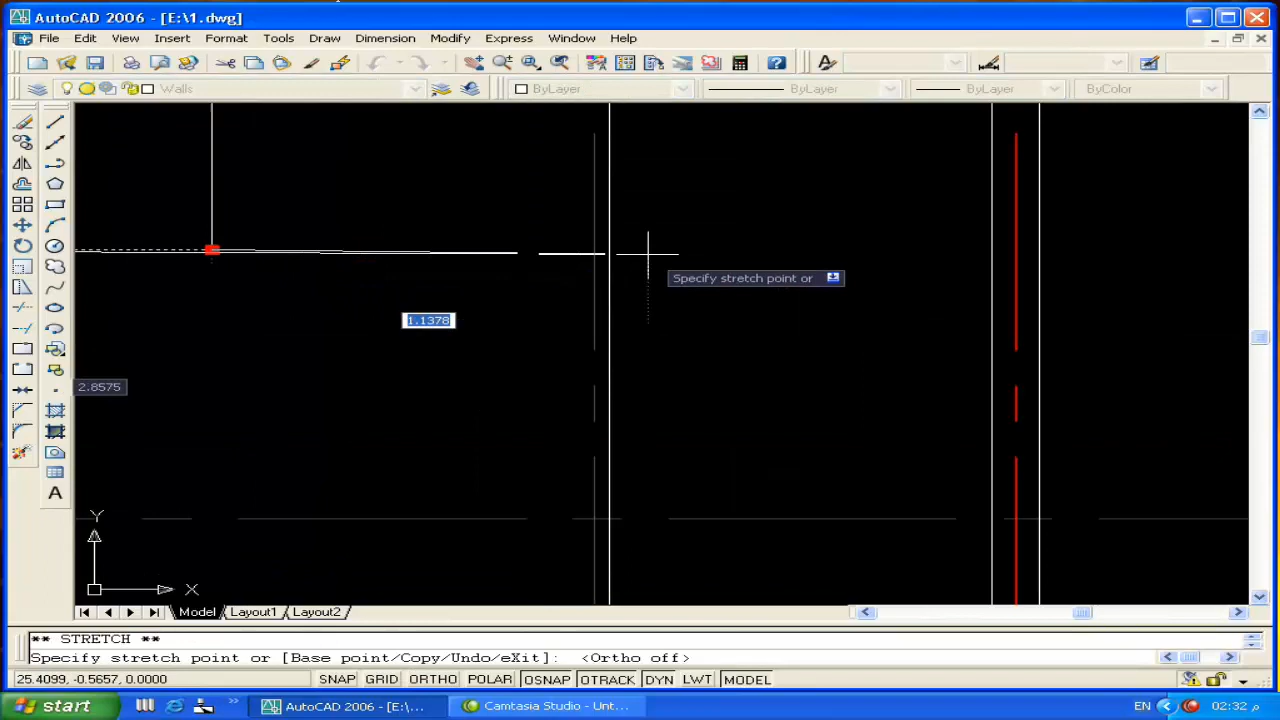 AutoCAD 2006 - [E:\1.dwg]
File Edit View Insert Format Tools Draw Dimension Modify Express Window Help
Walls ByLayer ByLayer ByLayer ByColor
Specify stretch point or
1.1378
2.8575
A
Y
X
Model Layout1 Layout2
** STRETCH **
Specify stretch point or [Base point/Copy/Undo/eXit]: <Ortho off>
25.4099, -0.5657, 0.0000 SNAP GRID ORTHO POLAR OSNAP OTRACK DYN LWT MODEL
start AutoCAD 2006 - [E:\... Camtasia Studio - Unt... EN 02:32 م